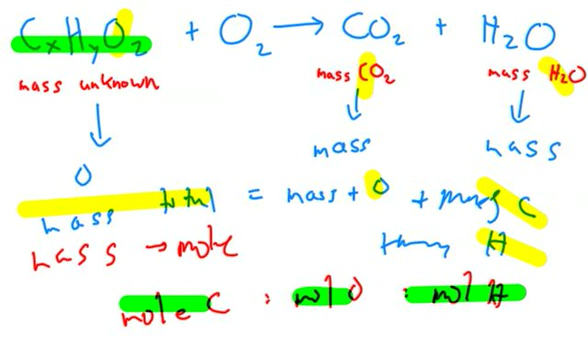 CxHyO2 + O2 → CO2 + H2O
mass unknown mass CO2 mass H2O
↓ ↓ ↓
mass mass
O
mass total = mass + O + mass C
mass → mole H
mole C : mol O : mol H